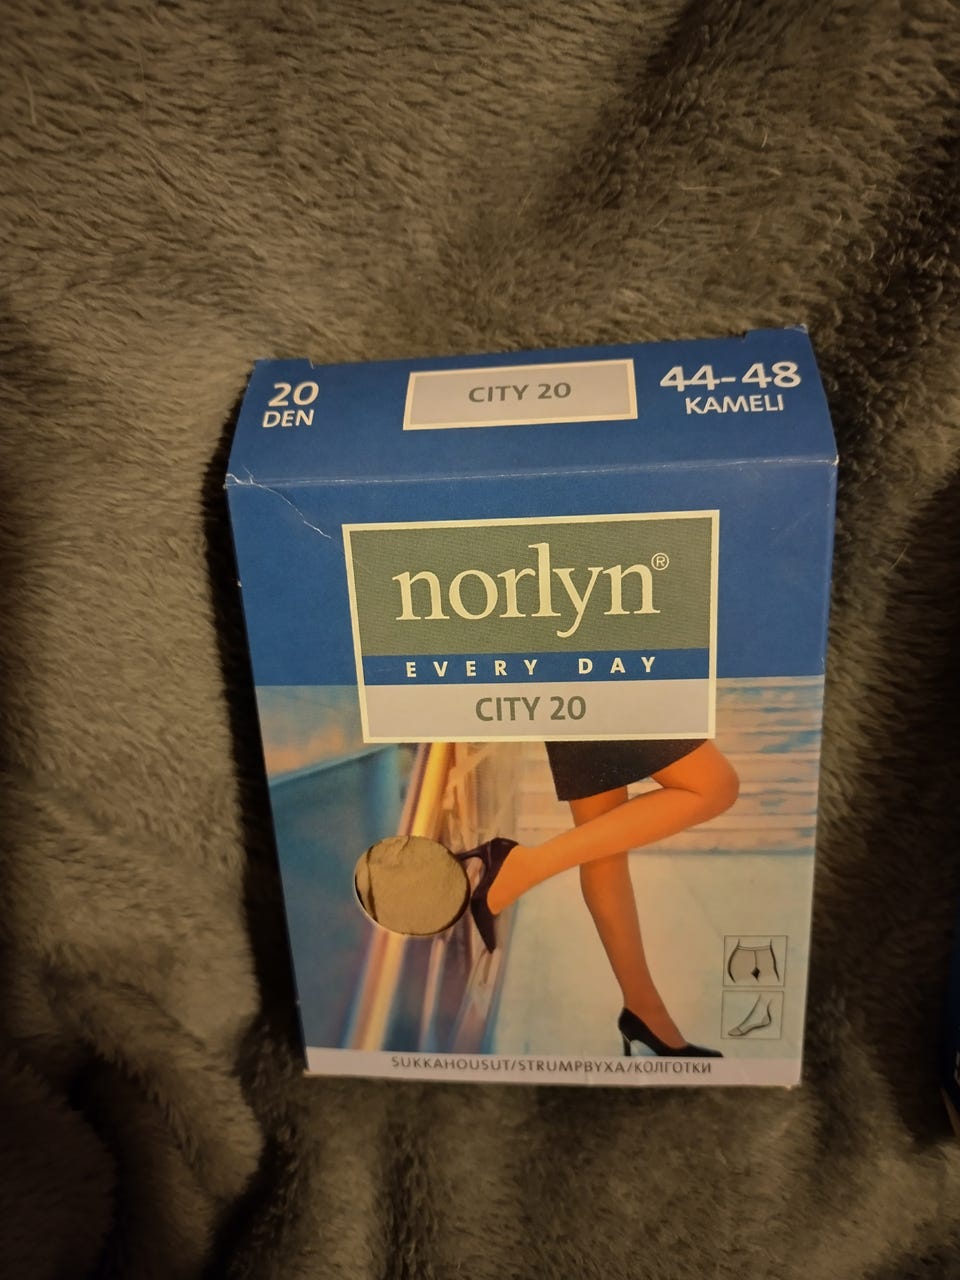 20
DEN
CITY 20
44-48
KAMELI
norlyn®
EVERY DAY
CITY 20
SUKKAHOUSUT/STRUMPBYXA/КОЛГОТКИ